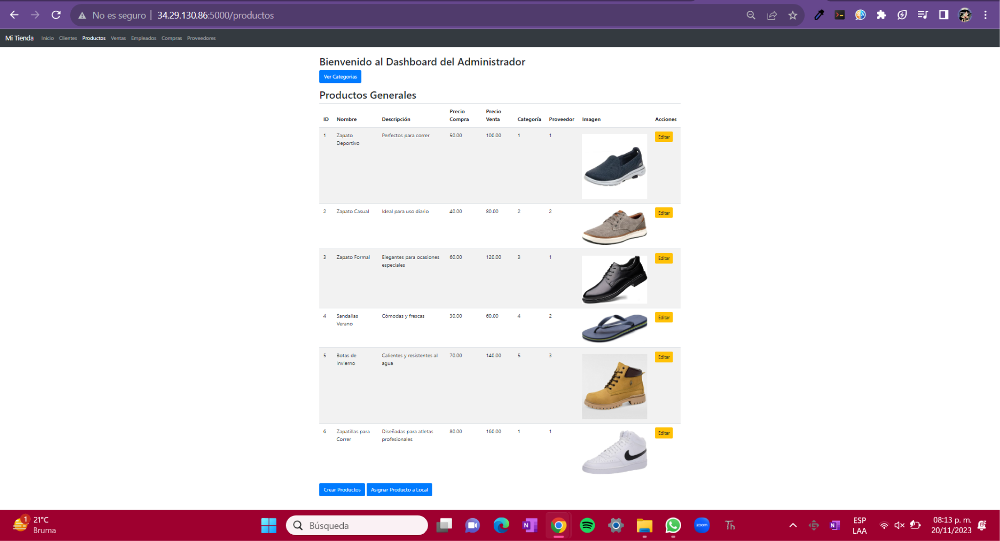 No es seguro | 34.29.130.86:5000/productos
Mi Tienda Inicio Clientes Productos Ventas Empleados Compras Proveedores
Bienvenido al Dashboard del Administrador
Ver Categorias
Productos Generales
ID Nombre Descripción Precio Compra Precio Venta Categoría Proveedor Imagen Acciones
1 Zapato Deportivo Perfectos para correr 50.00 100.00 1 1 Editar
2 Zapato Casual Ideal para uso diario 40.00 80.00 2 2 Editar
3 Zapato Formal Elegantes para ocasiones especiales 60.00 120.00 3 1 Editar
4 Sandalias Verano Cómodas y frescas 30.00 60.00 4 2 Editar
5 Botas de Invierno Calientes y resistentes al agua 70.00 140.00 5 3 Editar
6 Zapatillas para Correr Diseñadas para atletas profesionales 80.00 160.00 1 1 Editar
Crear Productos Asignar Producto a Local
1 21°C
Bruma
Búsqueda
zoom
Th
ESP
LAA
08:13 p. m.
20/11/2023